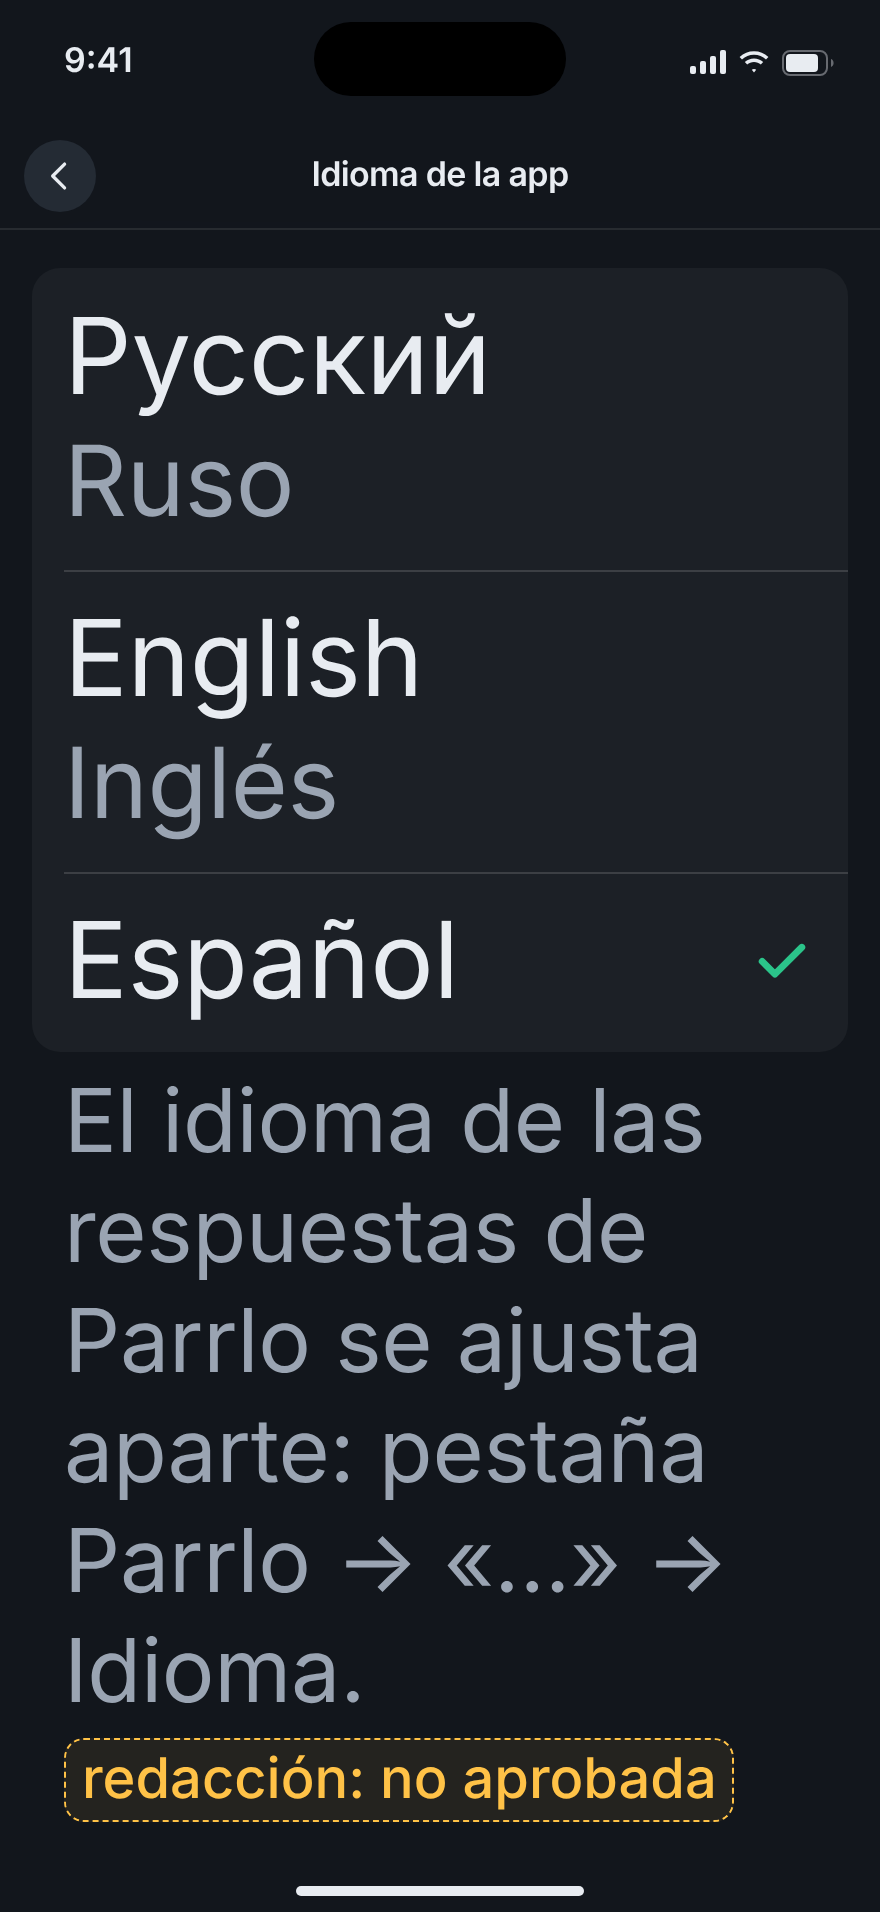 9:41
Idioma de la app
Русский
Ruso
English
Inglés
Español
El idioma de las
respuestas de
Parrlo se ajusta
aparte: pestaña
Parrlo → «...» →
Idioma.
redacción: no aprobada